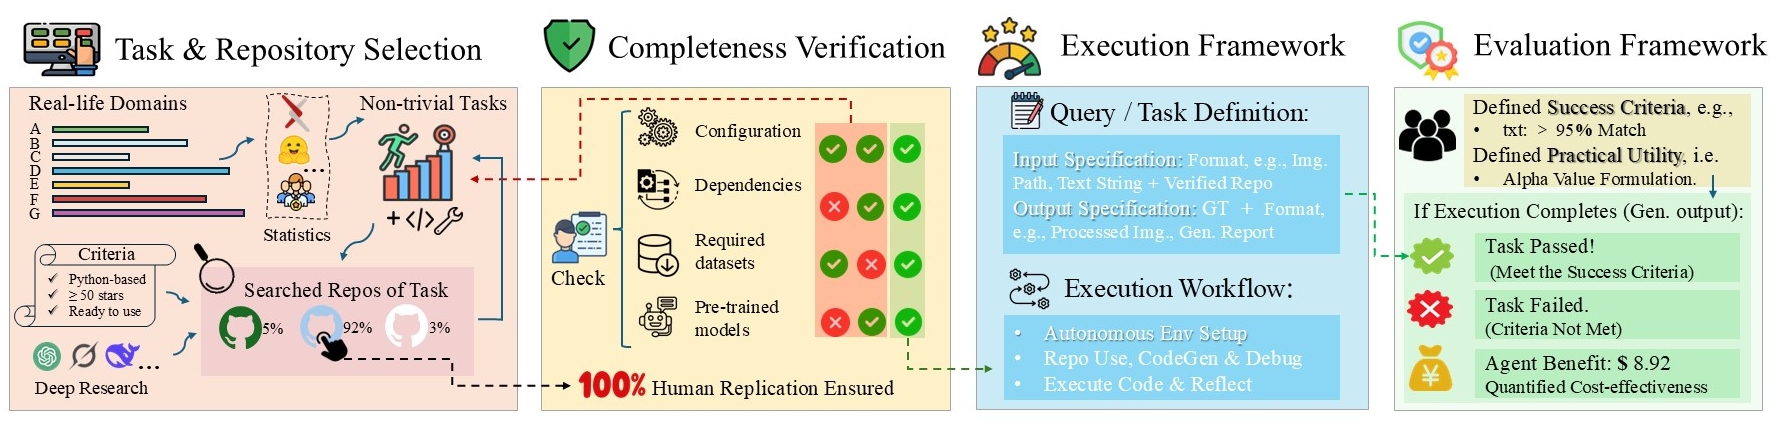 Task & Repository Selection
Real-life Domains
A
B
C
D
E
F
G
...
Statistics
Non-trivial Tasks
+ </>
Criteria
✓ Python-based
✓ ≥ 50 stars
✓ Ready to use
...
Deep Research
Searched Repos of Task
5%
92%
3%
Completeness Verification
Check
Configuration
Dependencies
Required
datasets
Pre-trained
models
100% Human Replication Ensured
Execution Framework
Query / Task Definition:
Input Specification: Format, e.g., Img.
Path, Text String + Verified Repo
Output Specification: GT + Format,
e.g., Processed Img., Gen. Report
Execution Workflow:
• Autonomous Env Setup
• Repo Use, CodeGen & Debug
• Execute Code & Reflect
Evaluation Framework
Defined Success Criteria, e.g.,
• txt: > 95% Match
Defined Practical Utility, i.e.
• Alpha Value Formulation.
If Execution Completes (Gen. output):
Task Passed!
(Meet the Success Criteria)
Task Failed.
(Criteria Not Met)
¥
Agent Benefit: $ 8.92
Quantified Cost-effectiveness